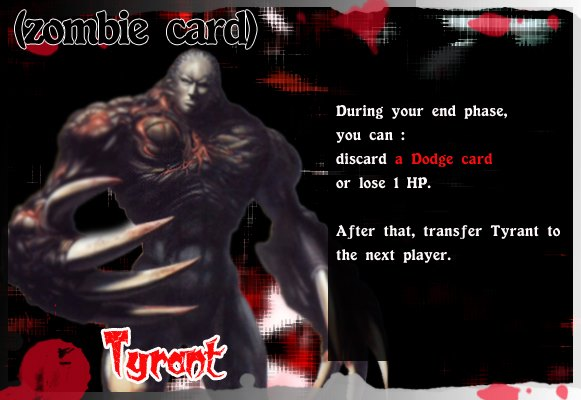 (zombie card)
During your end phase,
you can :
discard a Dodge card
or lose 1 HP.
After that, transfer Tyrant to
the next player.
Tyrant